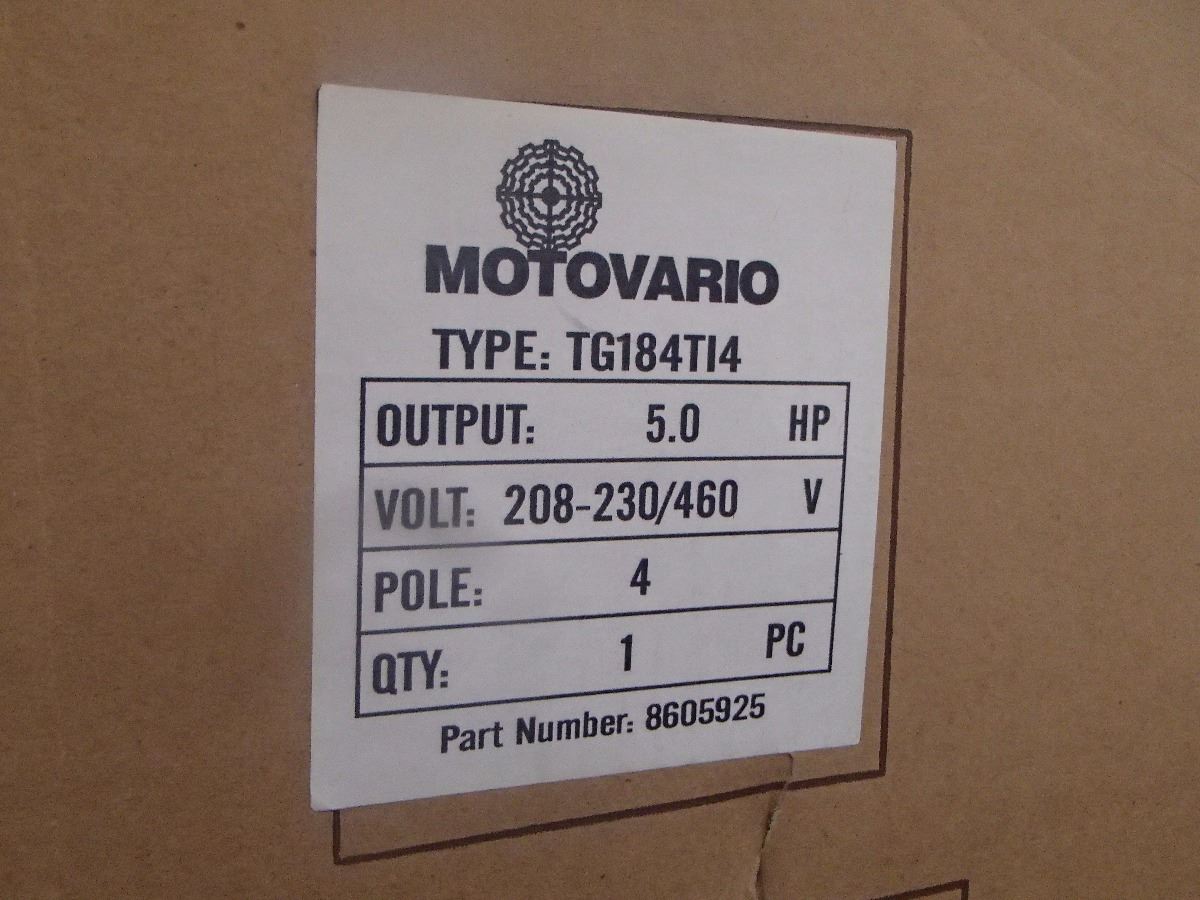 MOTOVARIO
TYPE: TG184TI4
OUTPUT: 5.0 HP
VOLT: 208-230/460 V
POLE: 4
QTY: 1 PC
Part Number: 8605925